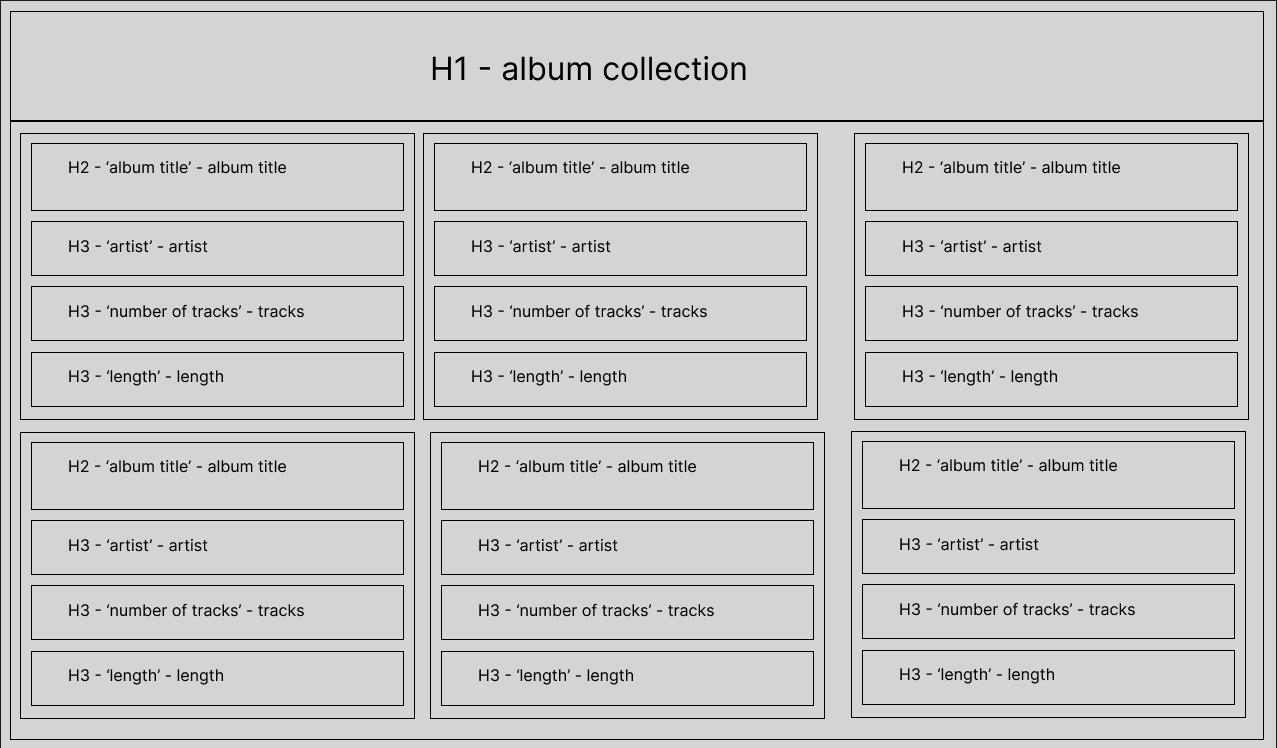 H1 - album collection
H2 - ‘album title’ - album title
H3 - ‘artist’ - artist
H3 - ‘number of tracks’ - tracks
H3 - ‘length’ - length
H2 - ‘album title’ - album title
H3 - ‘artist’ - artist
H3 - ‘number of tracks’ - tracks
H3 - ‘length’ - length
H2 - ‘album title’ - album title
H3 - ‘artist’ - artist
H3 - ‘number of tracks’ - tracks
H3 - ‘length’ - length
H2 - ‘album title’ - album title
H3 - ‘artist’ - artist
H3 - ‘number of tracks’ - tracks
H3 - ‘length’ - length
H2 - ‘album title’ - album title
H3 - ‘artist’ - artist
H3 - ‘number of tracks’ - tracks
H3 - ‘length’ - length
H2 - ‘album title’ - album title
H3 - ‘artist’ - artist
H3 - ‘number of tracks’ - tracks
H3 - ‘length’ - length